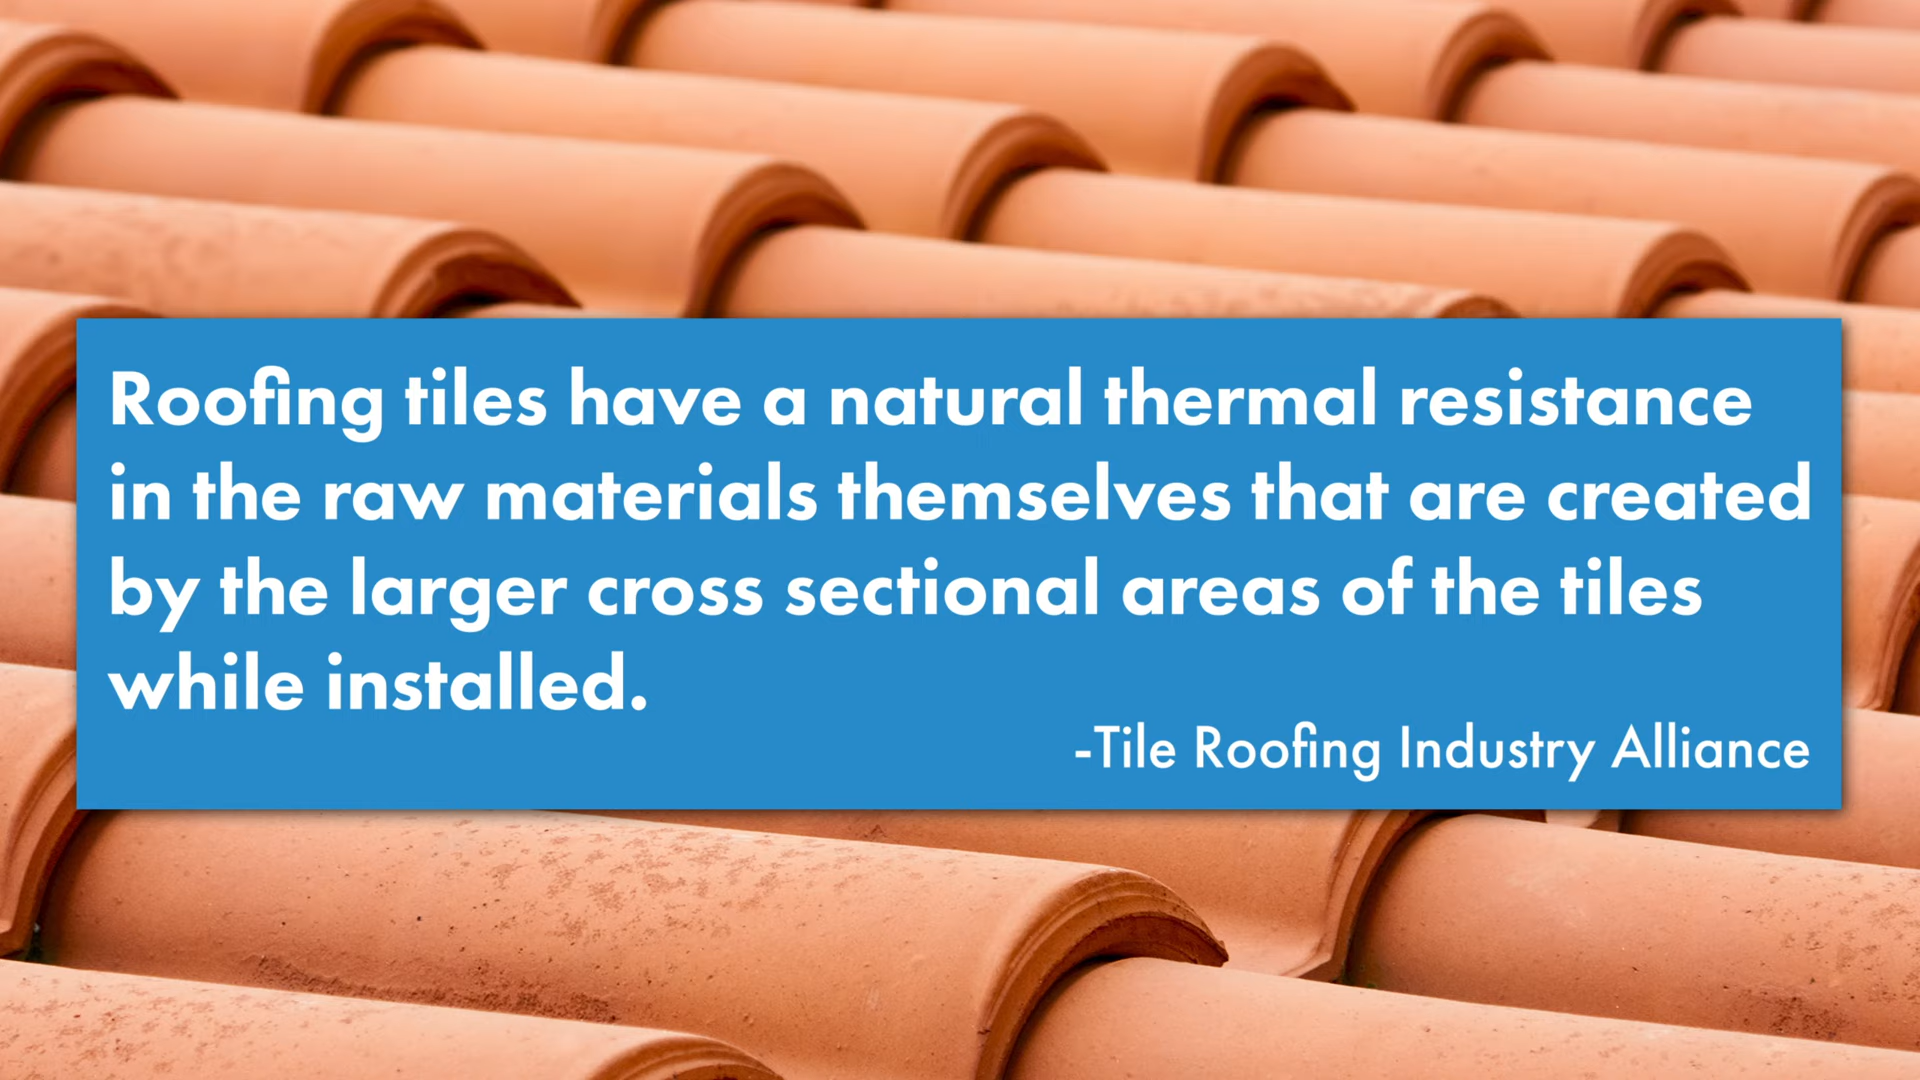 Roofing tiles have a natural thermal resistance
in the raw materials themselves that are created
by the larger cross sectional areas of the tiles
while installed.
-Tile Roofing Industry Alliance